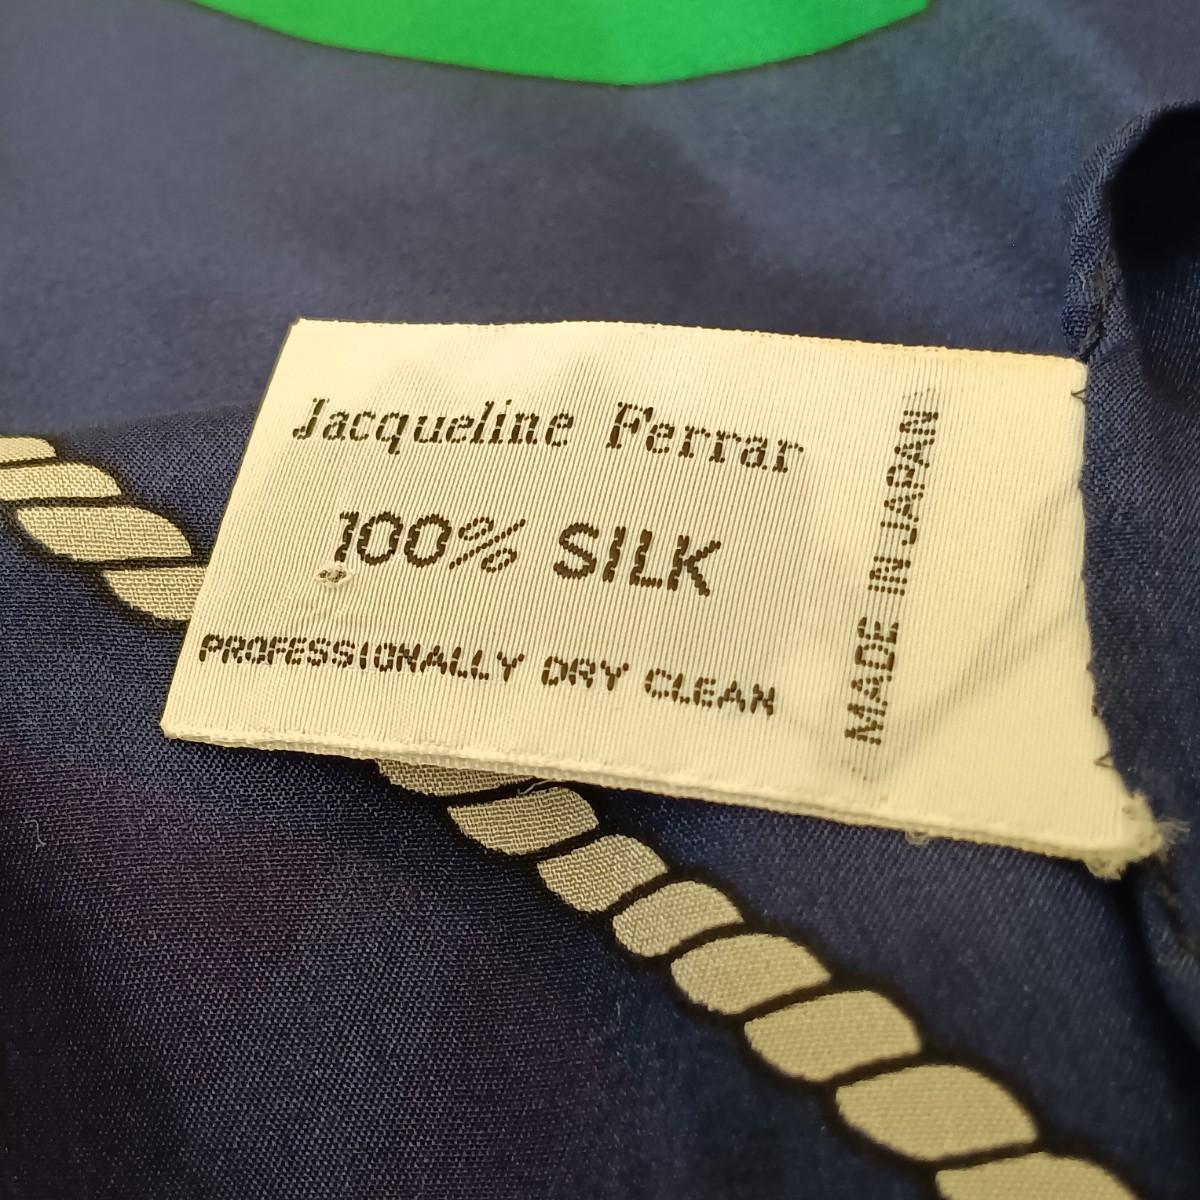 Jacqueline Ferrar
100% SILK
PROFESSIONALLY DRY CLEAN
MADE IN JAPAN